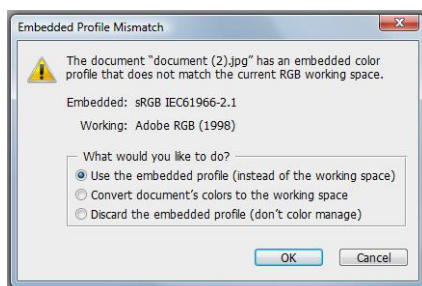 Embedded Profile Mismatch
The document "document (2).jpg" has an embedded color
profile that does not match the current RGB working space.
Embedded: sRGB IEC61966-2.1
Working: Adobe RGB (1998)
What would you like to do?
Use the embedded profile (instead of the working space)
Convert document's colors to the working space
Discard the embedded profile (don't color manage)
OK Cancel